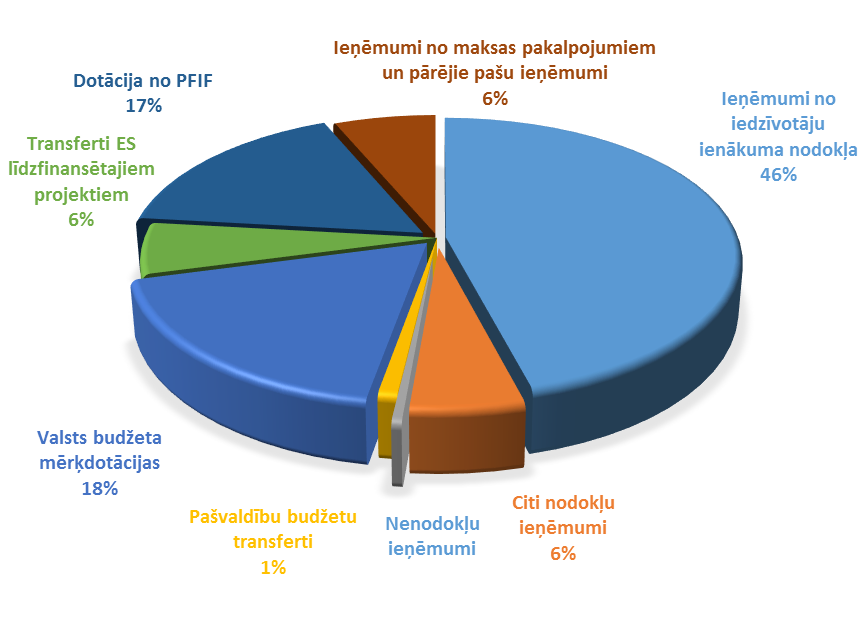 Ieņēmumi no maksas pakalpojumiem
un pārējie pašu ieņēmumi
6%
Dotācija no PFIF
17%
Ieņēmumi no
iedzīvotāju
ienākuma nodokļa
46%
Transferti ES
līdzfinansētajiem
projektiem
6%
Valsts budžeta
mērķdotācijas
18%
Pašvaldību budžetu
transferti
1%
Nenodokļu
ieņēmumi
Citi nodokļu
ieņēmumi
6%